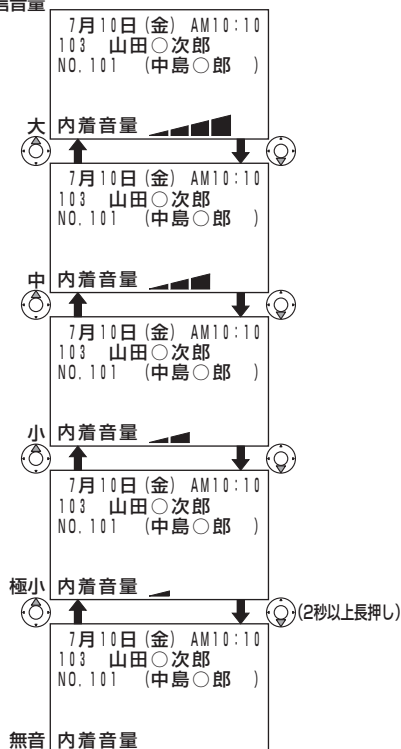 信音量
7月10日(金) AM10:10
103 山田○次郎
NO.101 (中島○郎 )
大 内着音量
7月10日(金) AM10:10
103 山田○次郎
NO.101 (中島○郎 )
中 内着音量
7月10日(金) AM10:10
103 山田○次郎
NO.101 (中島○郎 )
小 内着音量
7月10日(金) AM10:10
103 山田○次郎
NO.101 (中島○郎 )
極小 内着音量
(2秒以上長押し)
7月10日(金) AM10:10
103 山田○次郎
NO.101 (中島○郎 )
無音 内着音量